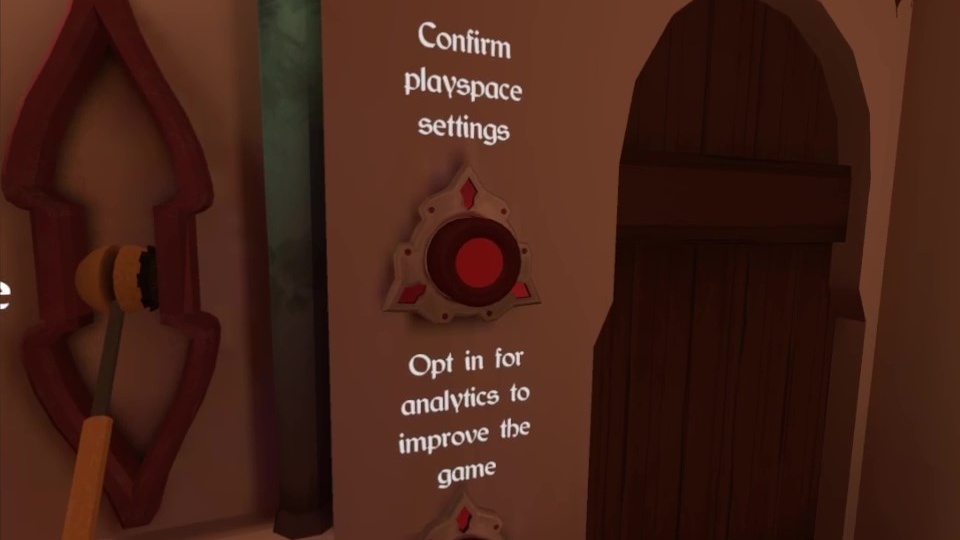 Confirm
playspace
settings
e
Opt in for
analytics to
improve the
game